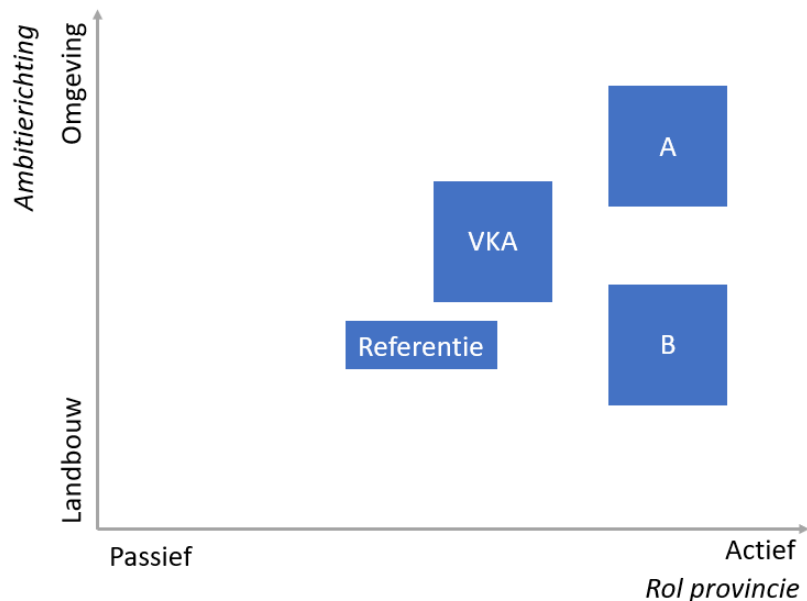 Ambitierichting
Omgeving
Landbouw
A
VKA
B
Referentie
Passief
Actief
Rol provincie